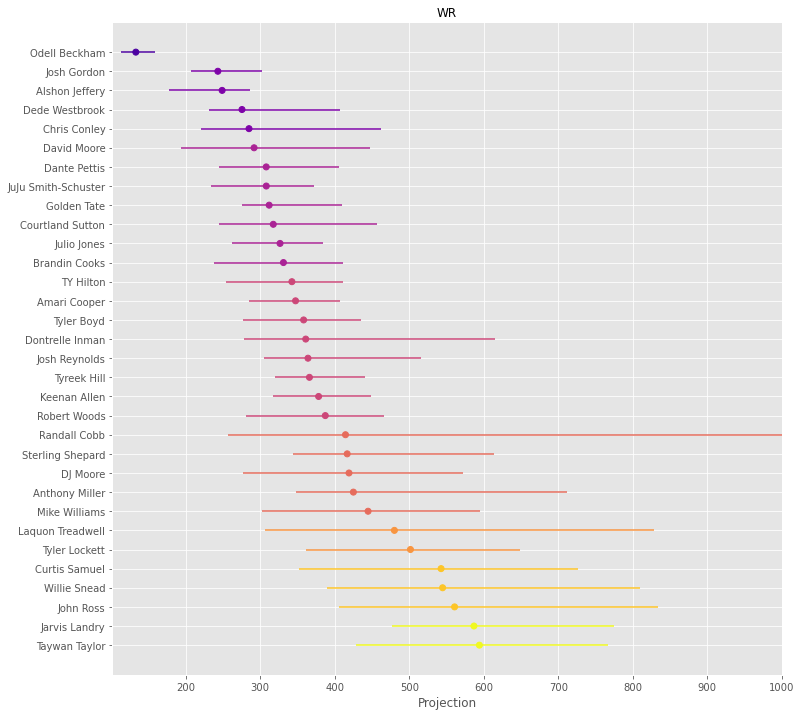 WR
Odell Beckham
Josh Gordon
Alshon Jeffery
Dede Westbrook
Chris Conley
David Moore
Dante Pettis
JuJu Smith-Schuster
Golden Tate
Courtland Sutton
Julio Jones
Brandin Cooks
TY Hilton
Amari Cooper
Tyler Boyd
Dontrelle Inman
Josh Reynolds
Tyreek Hill
Keenan Allen
Robert Woods
Randall Cobb
Sterling Shepard
DJ Moore
Anthony Miller
Mike Williams
Laquon Treadwell
Tyler Lockett
Curtis Samuel
Willie Snead
John Ross
Jarvis Landry
Taywan Taylor
200 300 400 500 600 700 800 900 1000
Projection